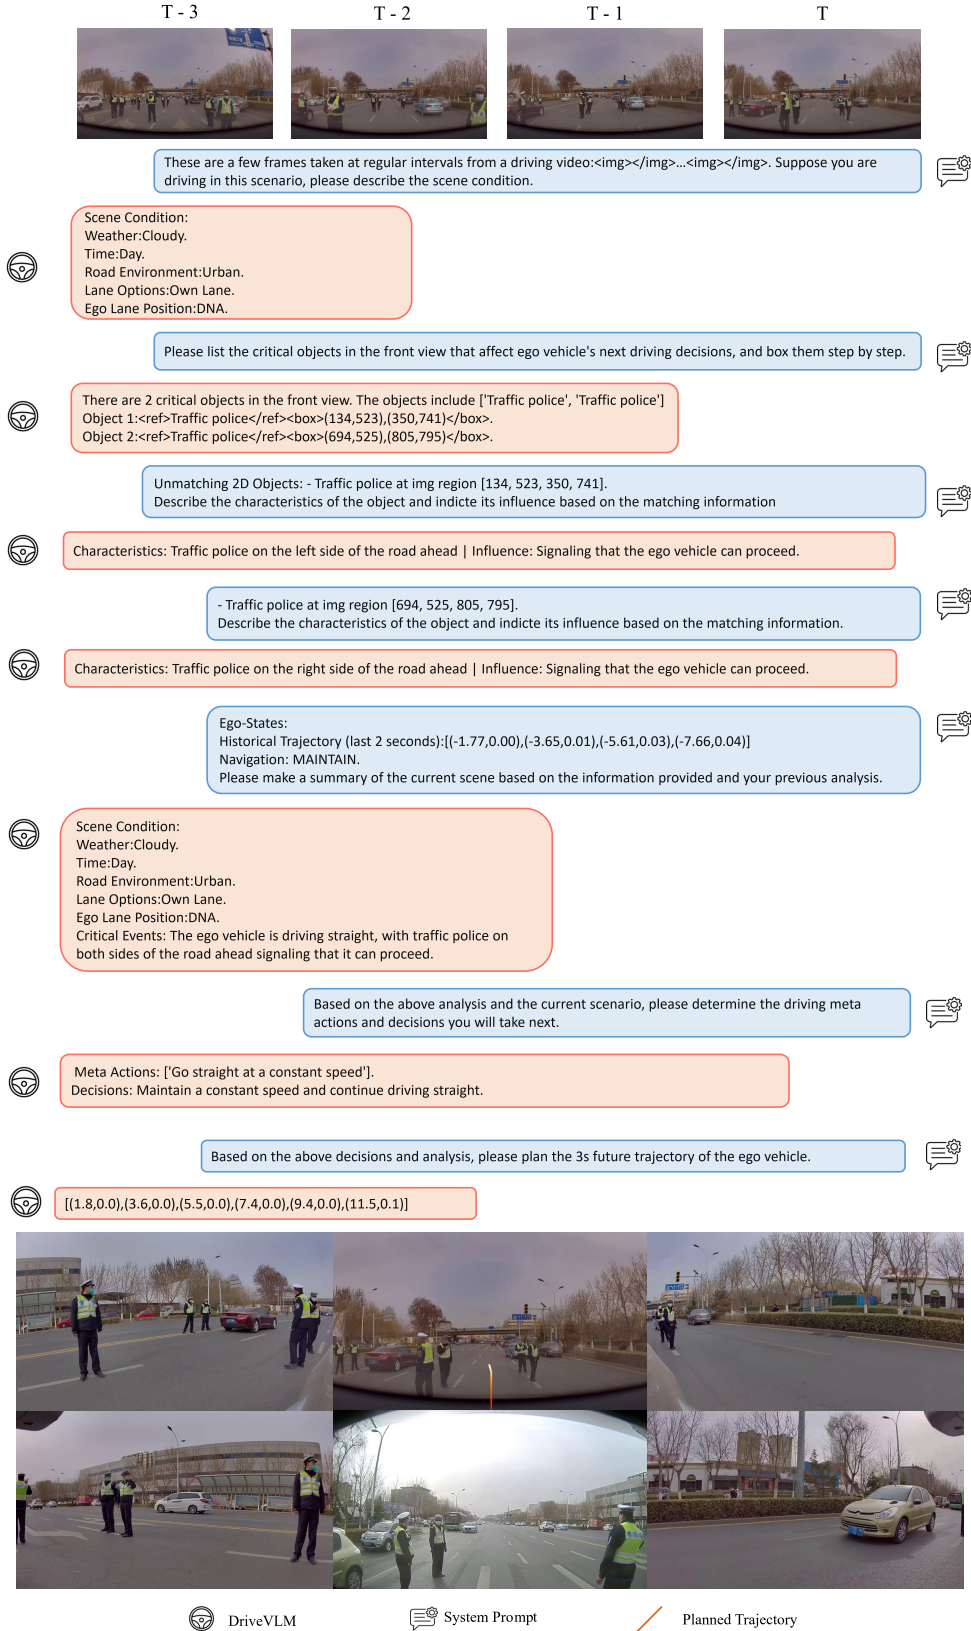 T - 3
T - 2
T - 1
T
These are a few frames taken at regular intervals from a driving video:<img></img>...<img></img>. Suppose you are
driving in this scenario, please describe the scene condition.
Scene Condition:
Weather:Cloudy.
Time:Day.
Road Environment:Urban.
Lane Options:Own Lane.
Ego Lane Position:DNA.
Please list the critical objects in the front view that affect ego vehicle's next driving decisions, and box them step by step.
There are 2 critical objects in the front view. The objects include ['Traffic police', 'Traffic police']
Object 1:<ref>Traffic police</ref><box>(134,523),(350,741)</box>.
Object 2:<ref>Traffic police</ref><box>(694,525),(805,795)</box>.
Unmatching 2D Objects: - Traffic police at img region [134, 523, 350, 741].
Describe the characteristics of the object and indicte its influence based on the matching information
Characteristics: Traffic police on the left side of the road ahead | Influence: Signaling that the ego vehicle can proceed.
- Traffic police at img region [694, 525, 805, 795].
Describe the characteristics of the object and indicte its influence based on the matching information.
Characteristics: Traffic police on the right side of the road ahead | Influence: Signaling that the ego vehicle can proceed.
Ego-States:
Historical Trajectory (last 2 seconds):[(-1.77,0.00),(-3.65,0.01),(-5.61,0.03),(-7.66,0.04)]
Navigation: MAINTAIN.
Please make a summary of the current scene based on the information provided and your previous analysis.
Scene Condition:
Weather:Cloudy.
Time:Day.
Road Environment:Urban.
Lane Options:Own Lane.
Ego Lane Position:DNA.
Critical Events: The ego vehicle is driving straight, with traffic police on
both sides of the road ahead signaling that it can proceed.
Based on the above analysis and the current scenario, please determine the driving meta
actions and decisions you will take next.
Meta Actions: ['Go straight at a constant speed'].
Decisions: Maintain a constant speed and continue driving straight.
Based on the above decisions and analysis, please plan the 3s future trajectory of the ego vehicle.
[(1.8,0.0),(3.6,0.0),(5.5,0.0),(7.4,0.0),(9.4,0.0),(11.5,0.1)]
DriveVLM
System Prompt
Planned Trajectory